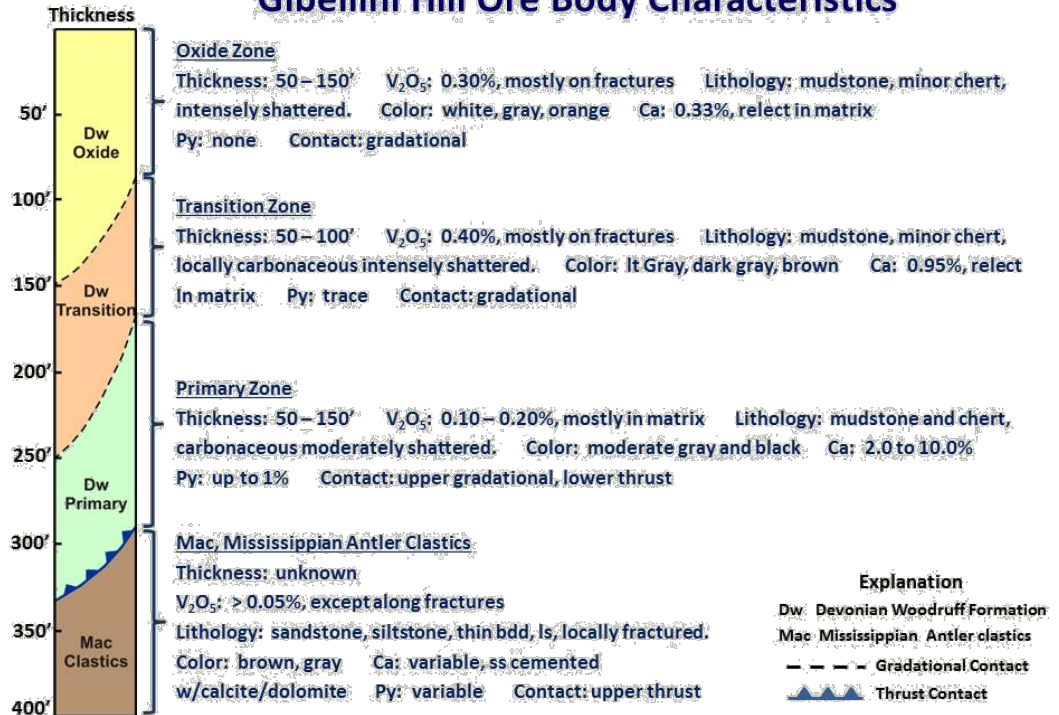 Gibellini Hill Ore Body Characteristics
Thickness
50’
100’
150’
200’
250’
300’
350’
400’
Dw
Oxide
Dw
Transition
Dw
Primary
Mac
Clastics
Oxide Zone
Thickness: 50 – 150’ V2O5: 0.30%, mostly on fractures Lithology: mudstone, minor chert,
intensely shattered. Color: white, gray, orange Ca: 0.33%, relect in matrix
Py: none Contact: gradational
Transition Zone
Thickness: 50 – 100’ V2O5: 0.40%, mostly on fractures Lithology: mudstone, minor chert,
locally carbonaceous intensely shattered. Color: lt Gray, dark gray, brown Ca: 0.95%, relect
In matrix Py: trace Contact: gradational
Primary Zone
Thickness: 50 – 150’ V2O5: 0.10 – 0.20%, mostly in matrix Lithology: mudstone and chert,
carbonaceous moderately shattered. Color: moderate gray and black Ca: 2.0 to 10.0%
Py: up to 1% Contact: upper gradational, lower thrust
Mac, Mississippian Antler Clastics
Thickness: unknown
V2O5: > 0.05%, except along fractures
Lithology: sandstone, siltstone, thin bdd, ls, locally fractured.
Color: brown, gray Ca: variable, ss cemented
w/calcite/dolomite Py: variable Contact: upper thrust
Explanation
Dw Devonian Woodruff Formation
Mac Mississippian Antler clastics
Gradational Contact
Thrust Contact